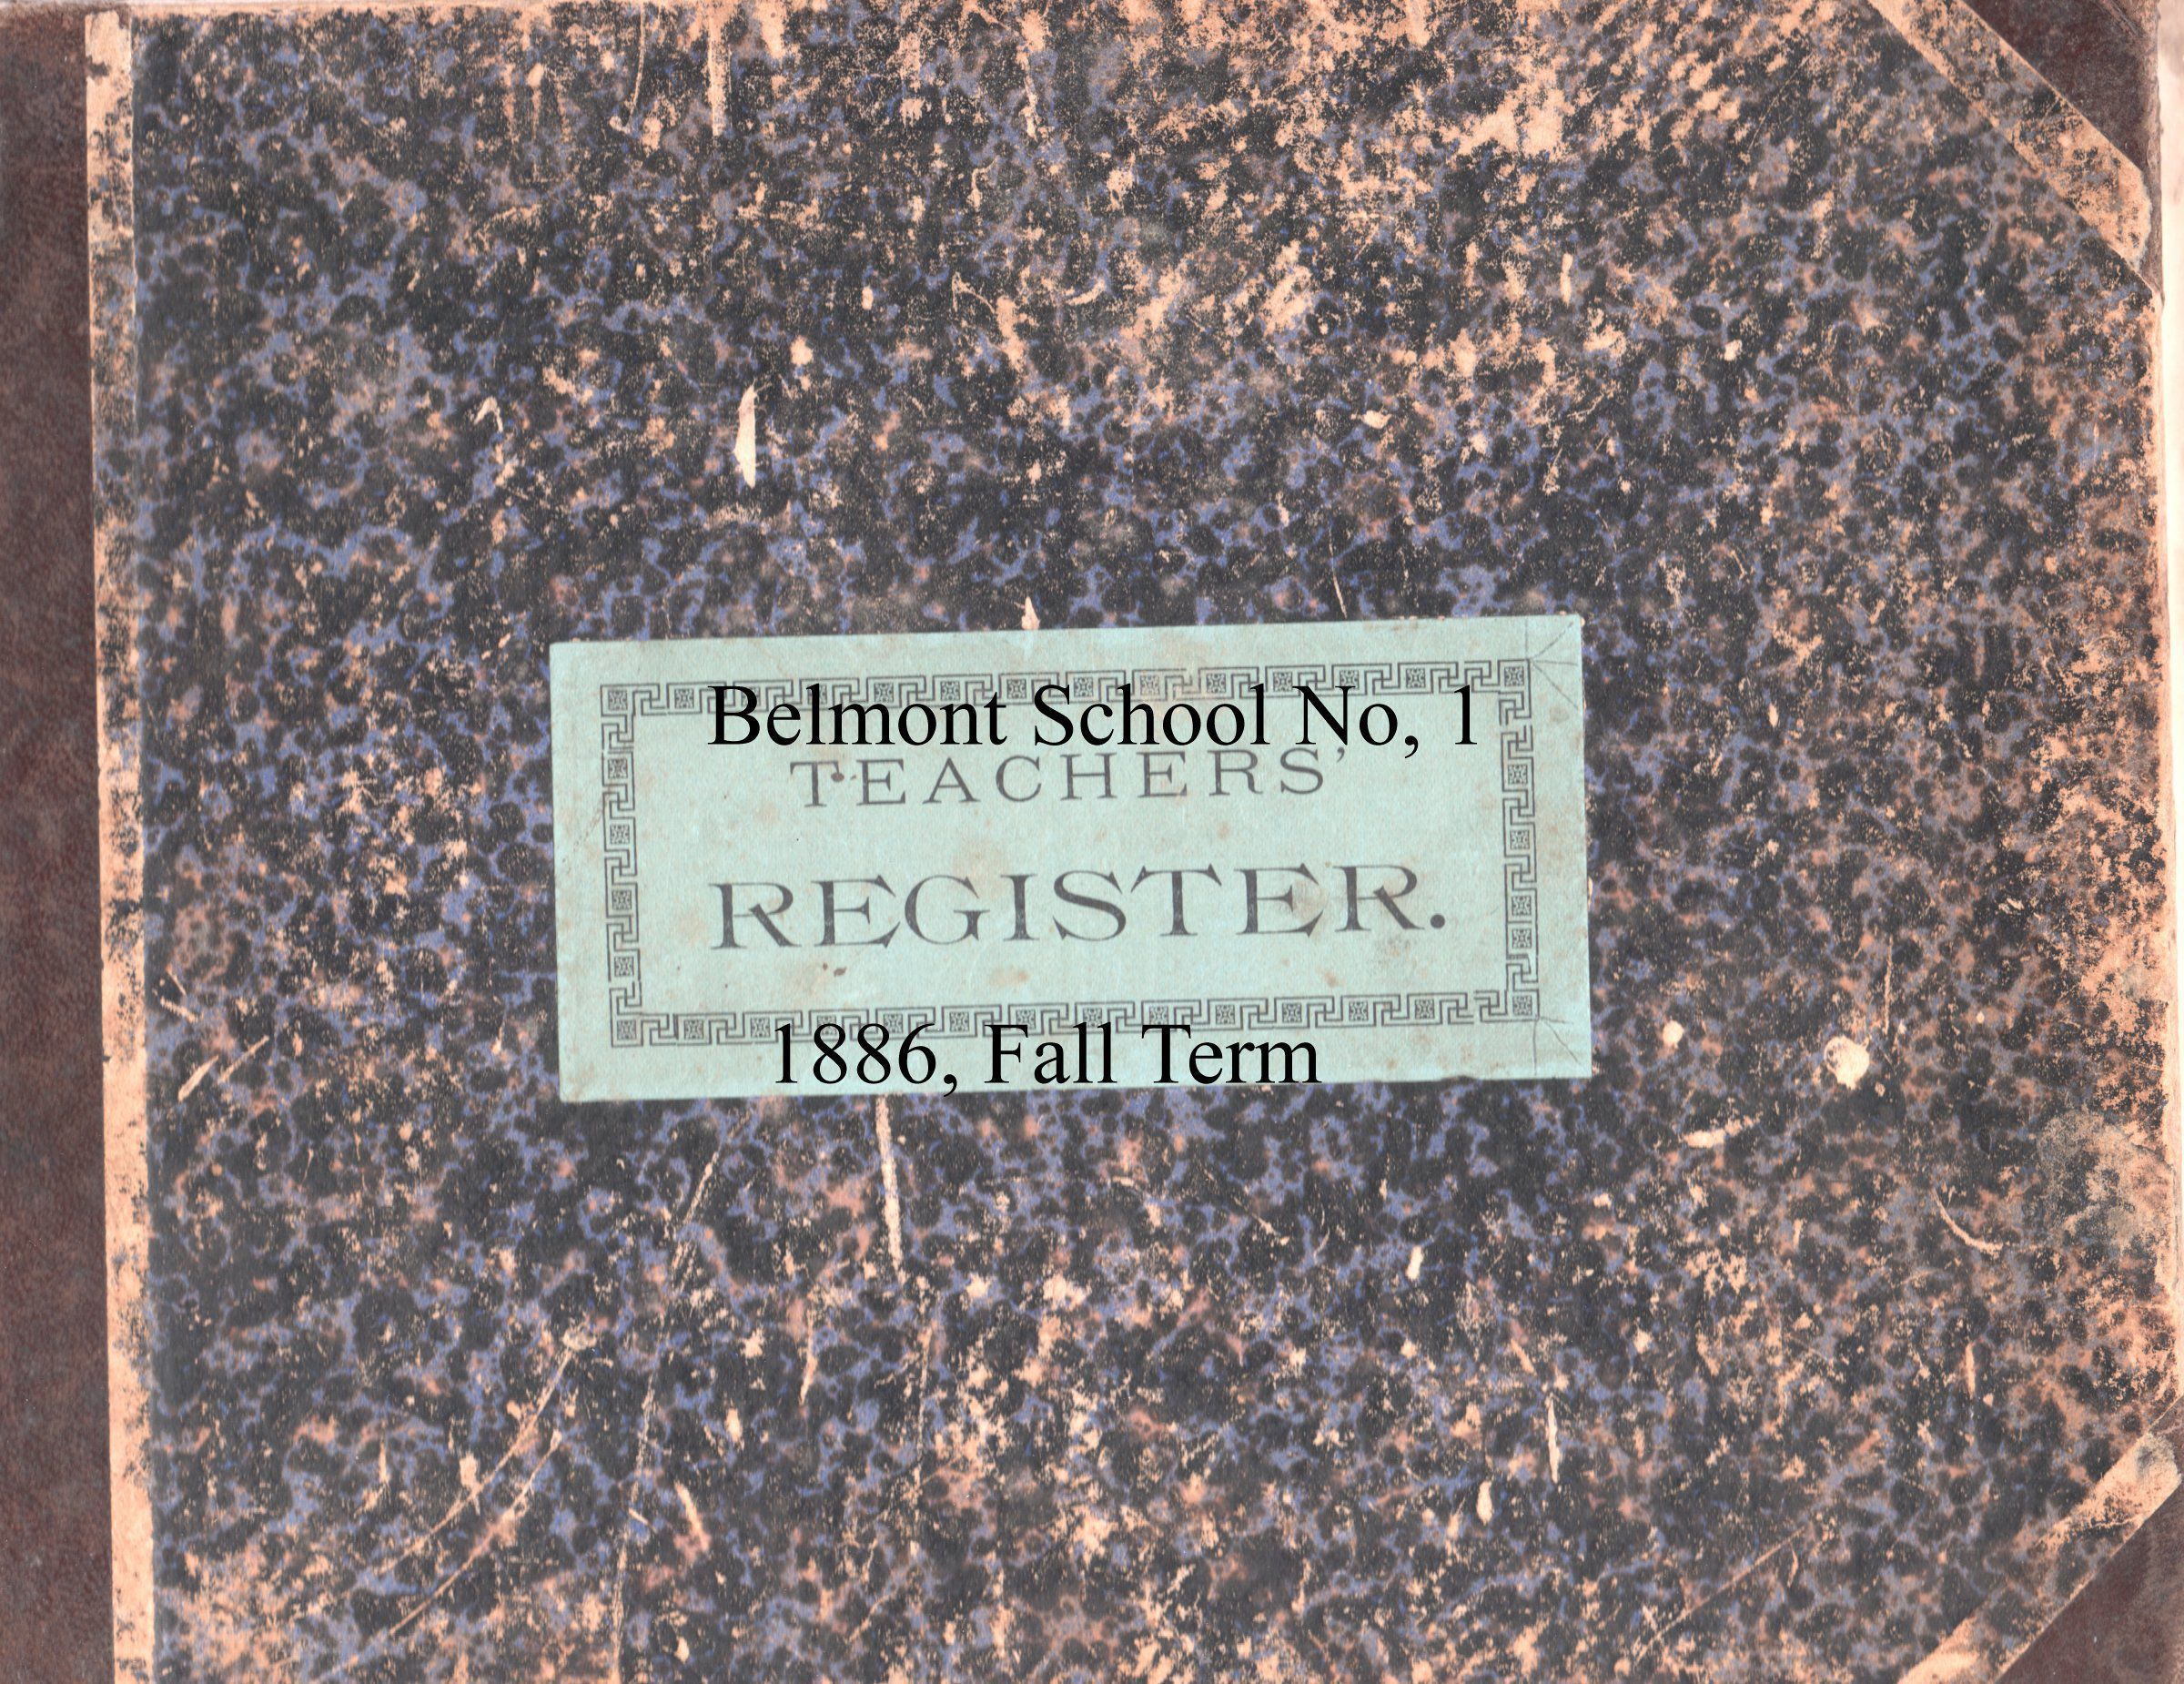 Belmont School No, 1
TEACHERS'
REGISTER.
1886, Fall Term